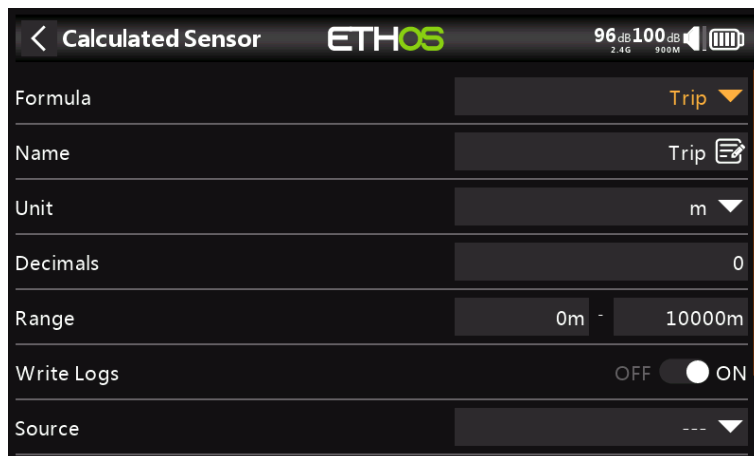 Calculated Sensor ETHOS 96dB 2.4G 100dB 900M
Formula Trip
Name Trip
Unit m
Decimals 0
Range 0m - 10000m
Write Logs OFF ON
Source ---